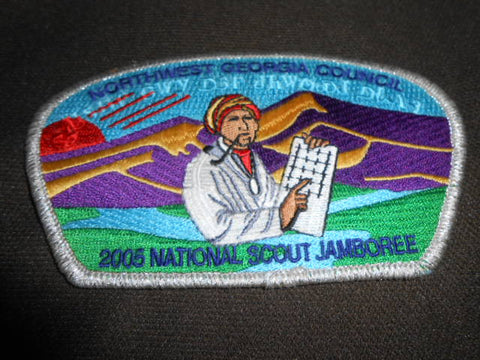 NORTHWEST GEORGIA COUNCIL
2005 NATIONAL SCOUT JAMBOREE